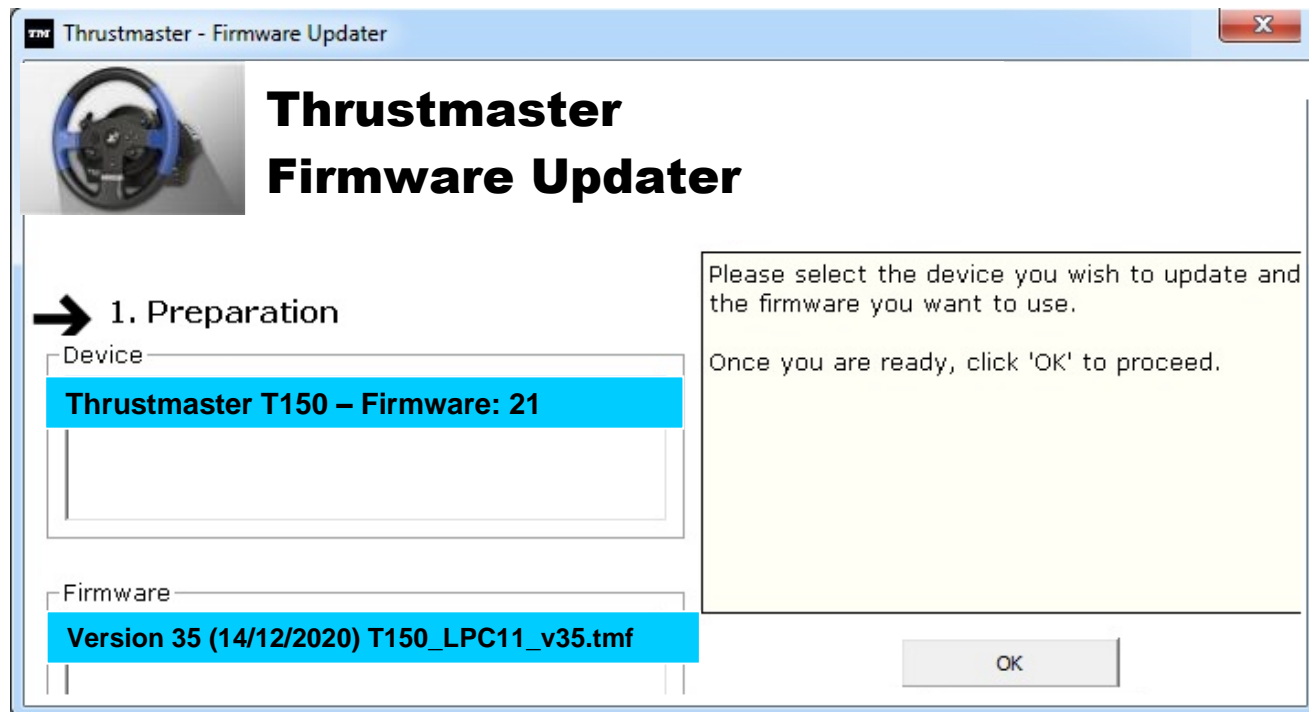 TM Thrustmaster - Firmware Updater
X
Thrustmaster
Firmware Updater
1. Preparation
Device
Thrustmaster T150 – Firmware: 21
Firmware
Version 35 (14/12/2020) T150_LPC11_v35.tmf
Please select the device you wish to update and
the firmware you want to use.
Once you are ready, click 'OK' to proceed.
OK